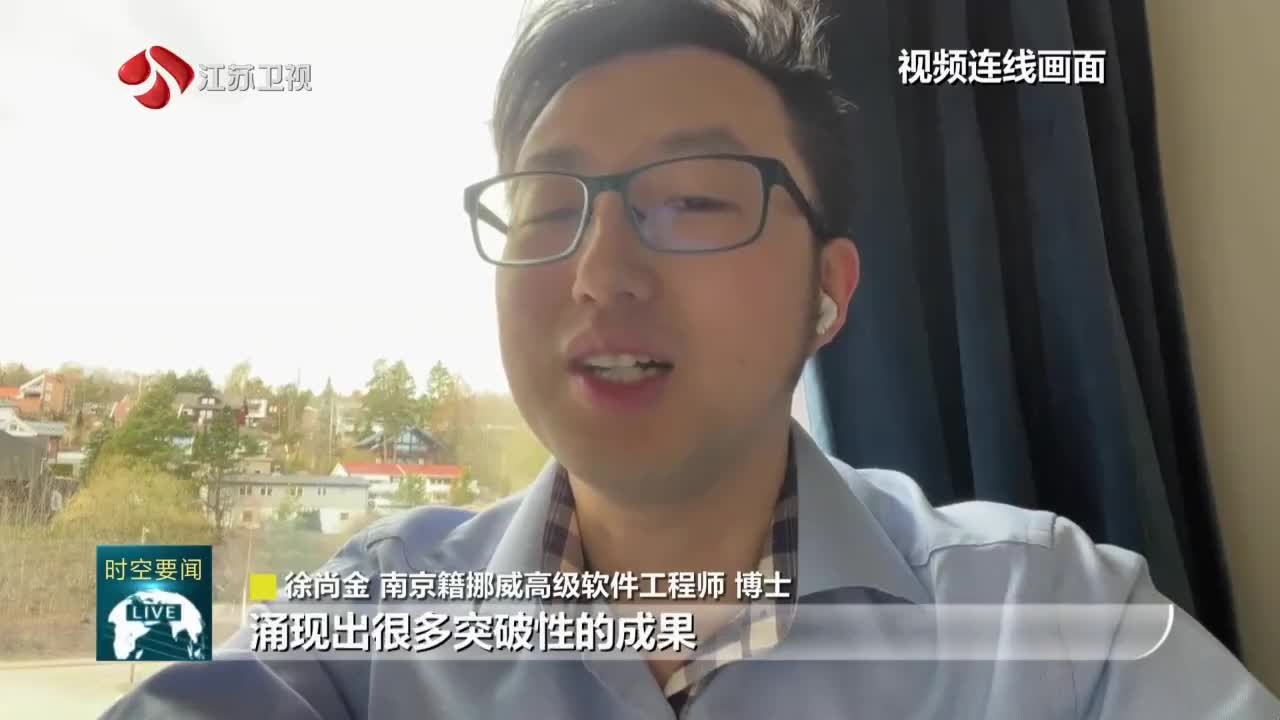 江苏卫视
视频连线画面
时空要闻
LIVE
徐尚金 南京籍挪威高级软件工程师 博士
涌现出很多突破性的成果